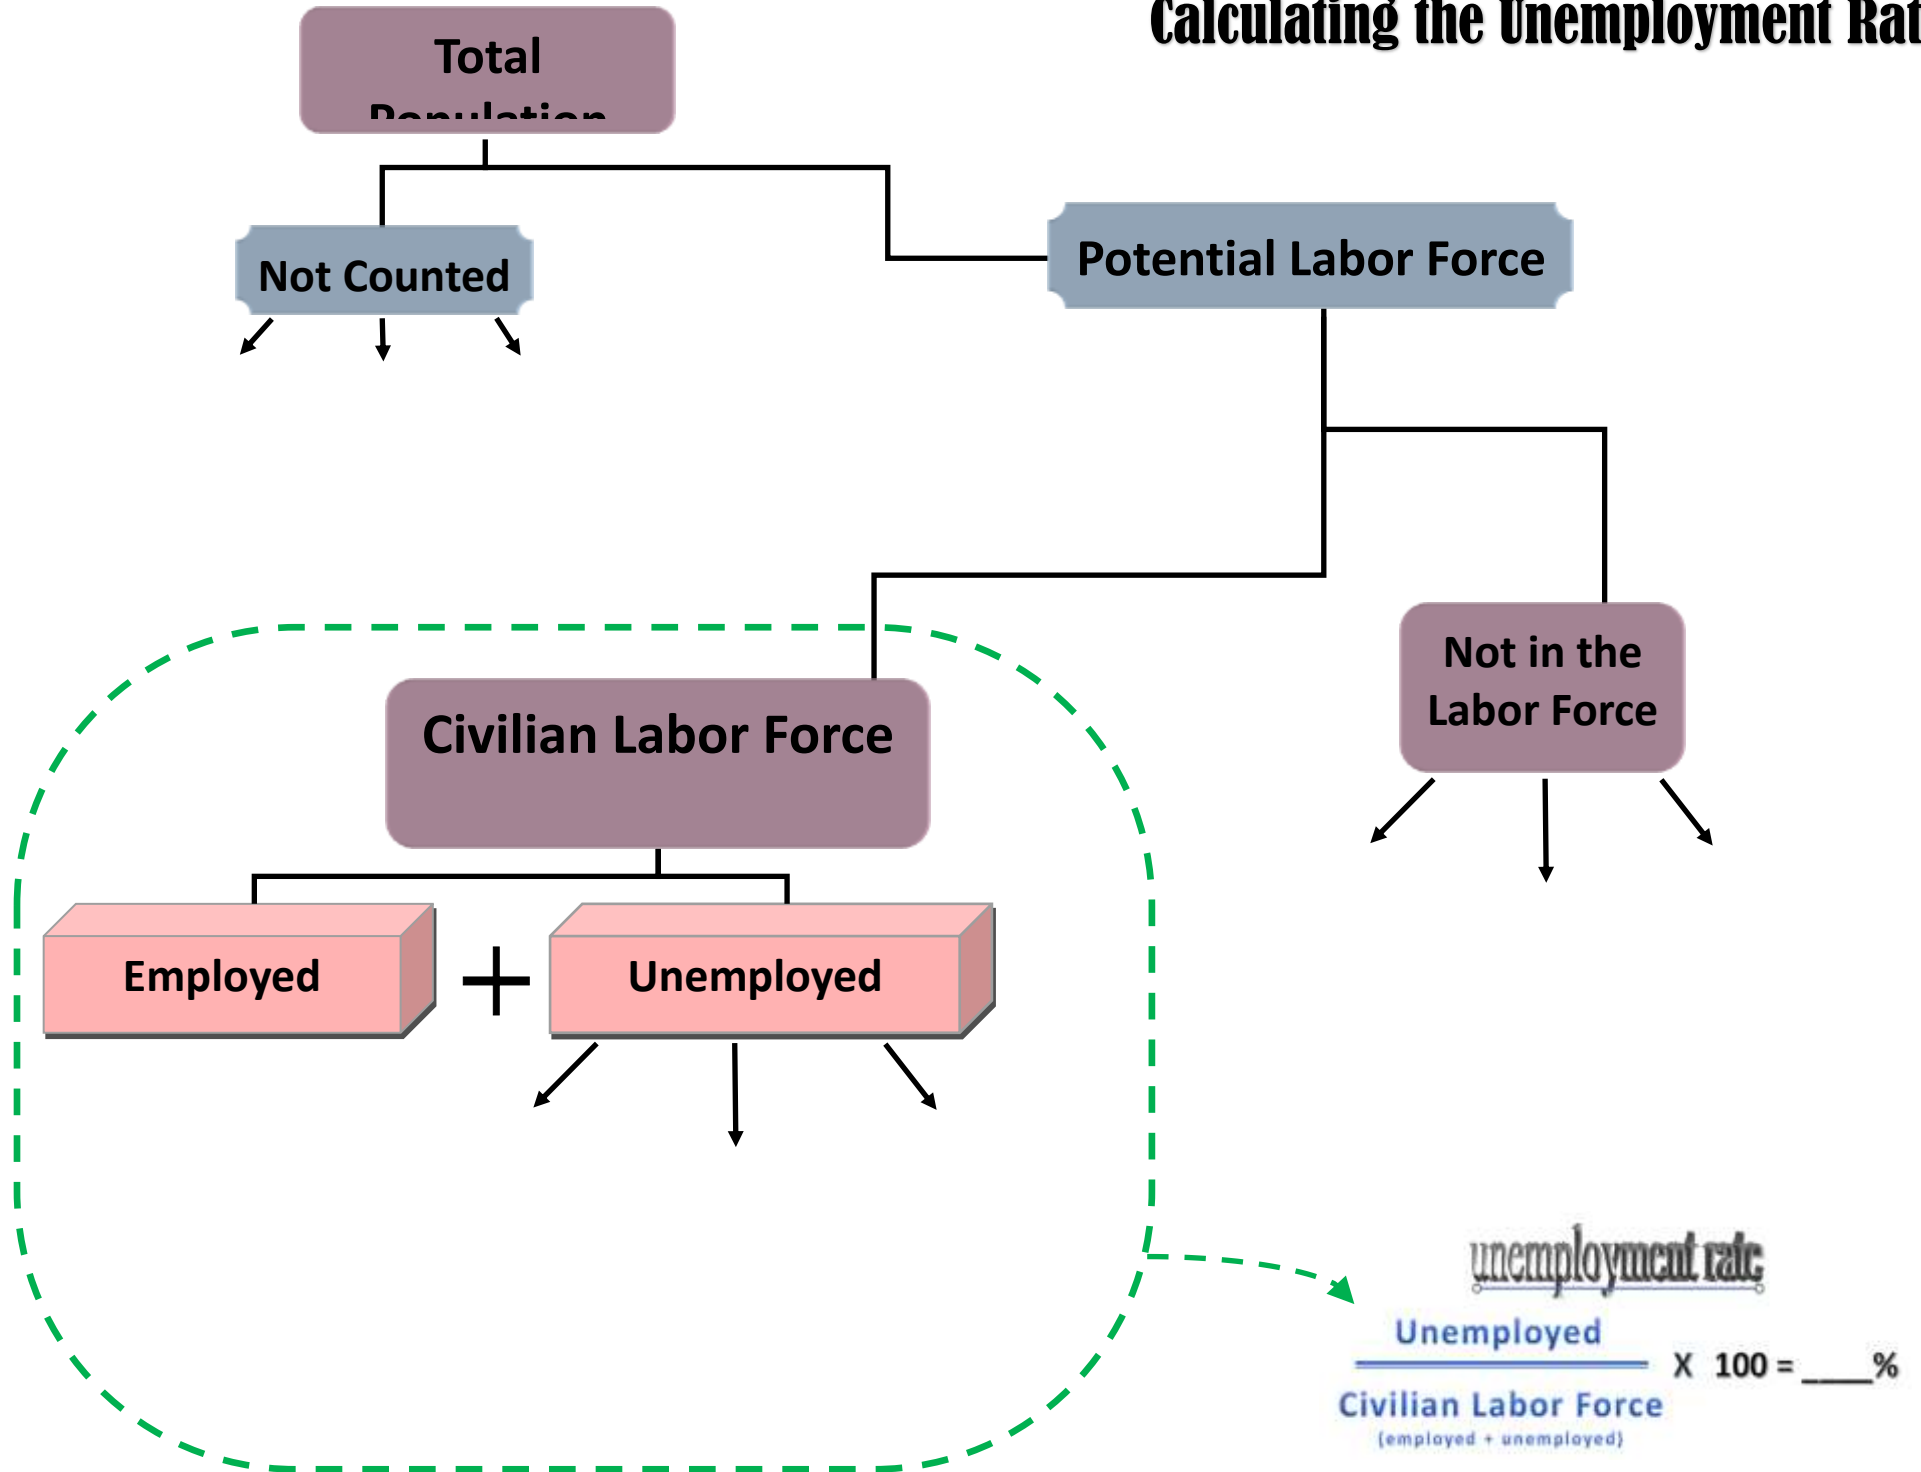 Calculating the Unemployment Rat
Total
Population
Not Counted
Potential Labor Force
Not in the
Labor Force
Civilian Labor Force
Employed
+
Unemployed
unemployment rate
Unemployed
X 100 = ____%
Civilian Labor Force
(employed + unemployed)